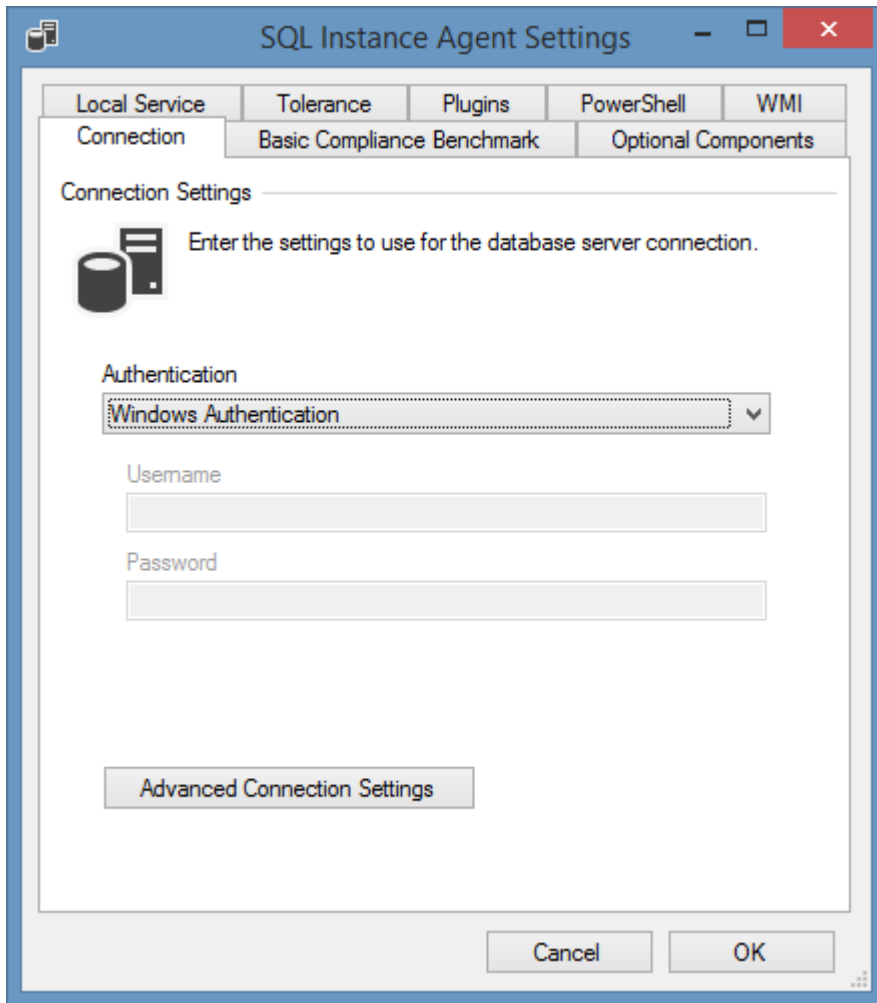 SQL Instance Agent Settings
Local Service Tolerance Plugins PowerShell WMI
Connection Basic Compliance Benchmark Optional Components
Connection Settings
Enter the settings to use for the database server connection.
Authentication
Windows Authentication
Username
Password
Advanced Connection Settings
Cancel OK